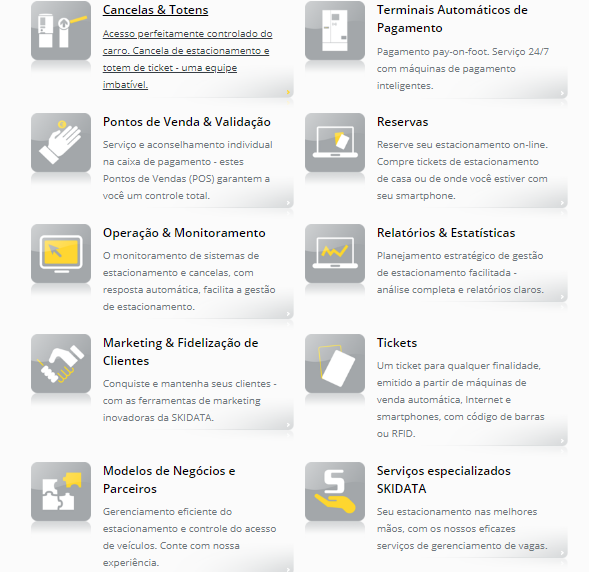 Cancelas & Totens
Acesso perfeitamente controlado do
carro. Cancela de estacionamento e
totem de ticket - uma equipe
imbatível.
Terminais Automáticos de
Pagamento
Pagamento pay-on-foot. Serviço 24/7
com máquinas de pagamento
inteligentes.
Pontos de Venda & Validação
Serviço e aconselhamento individual
na caixa de pagamento - estes
Pontos de Vendas (POS) garantem a
você um controle total.
Reservas
Reserve seu estacionamento on-line.
Compre tickets de estacionamento
de casa ou de onde você estiver com
seu smartphone.
Operação & Monitoramento
O monitoramento de sistemas de
estacionamento e cancelas, com
resposta automática, facilita a gestão
de estacionamento.
Relatórios & Estatísticas
Planejamento estratégico de gestão
de estacionamento facilitada -
análise completa e relatórios claros.
Marketing & Fidelização de
Clientes
Conquiste e mantenha seus clientes -
com as ferramentas de marketing
inovadoras da SKIDATA.
Tickets
Um ticket para qualquer finalidade,
emitido a partir de máquinas de
venda automática, Internet e
smartphones, com código de barras
ou RFID.
Modelos de Negócios e
Parceiros
Gerenciamento eficiente do
estacionamento e controle do acesso
de veículos. Conte com nossa
experiência.
Serviços especializados
SKIDATA
Seu estacionamento nas melhores
mãos, com os nossos eficazes
serviços de gerenciamento de vagas.